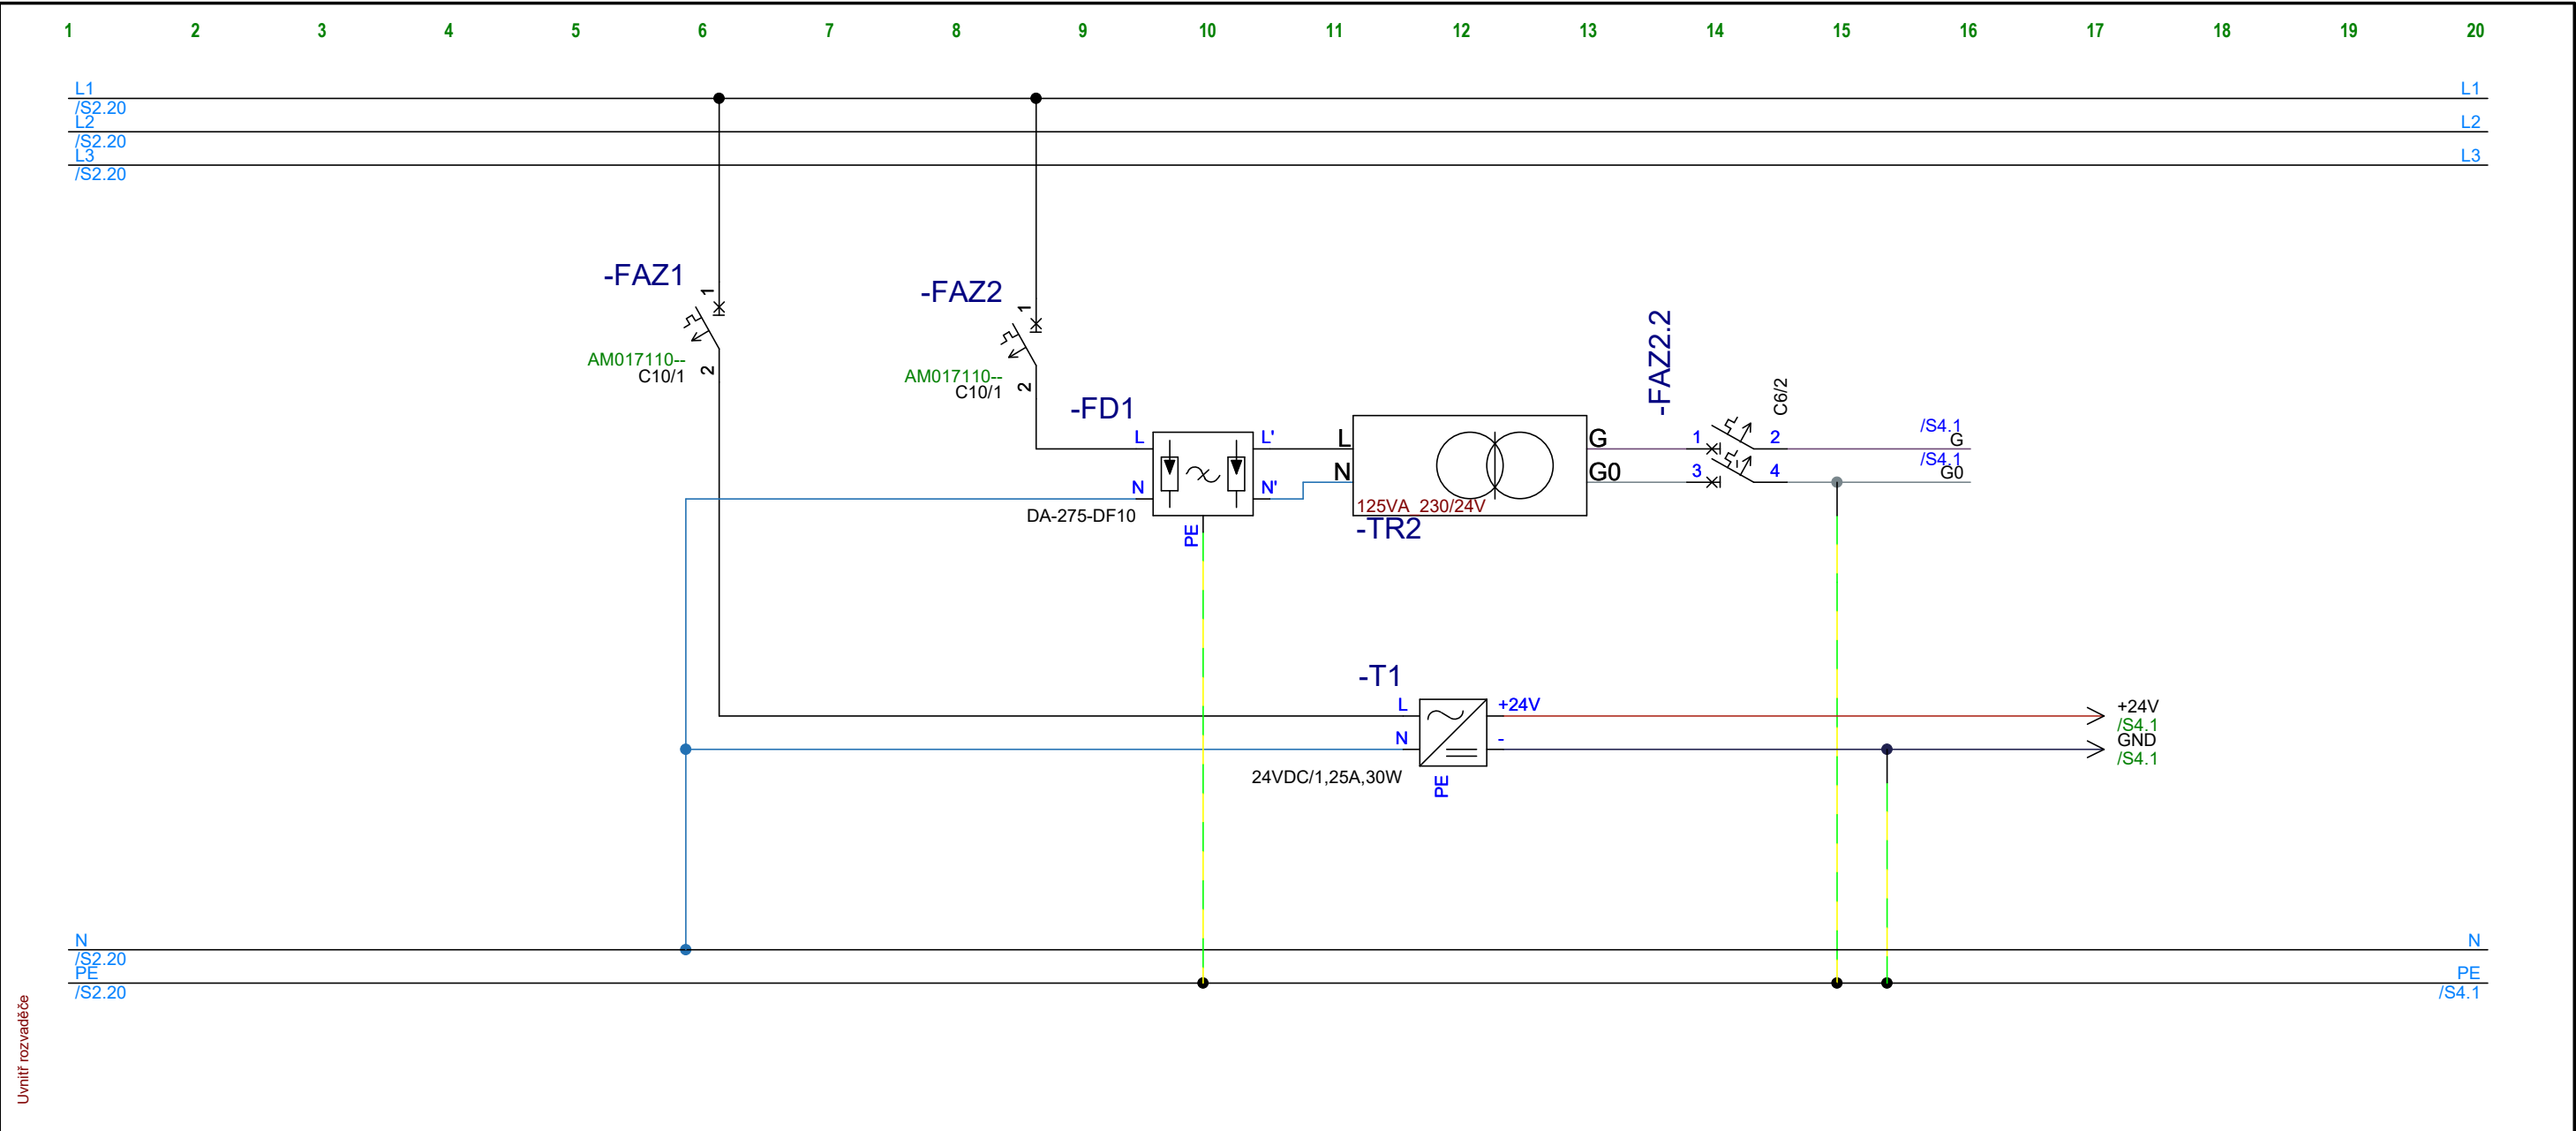 1 2 3 4 5 6 7 8 9 10 11 12 13 14 15 16 17 18 19 20
L1 L1
/S2.20
L2 L2
/S2.20
L3 L3
/S2.20
-FAZ1
1
AM017110--
C10/1
2
-FAZ2
1
AM017110--
C10/1
2
-FD1
L L'
N N'
DA-275-DF10
PE
L G
N G0
125VA 230/24V
-TR2
-FAZ2.2
C6/2
1 2
3 4
/S4.1
G
/S4.1
G0
-T1
L +24V
N -
24VDC/1,25A,30W
PE
+24V
/S4.1
GND
/S4.1
N N
/S2.20
PE PE
/S2.20 /S4.1
Uvnitř rozvaděče